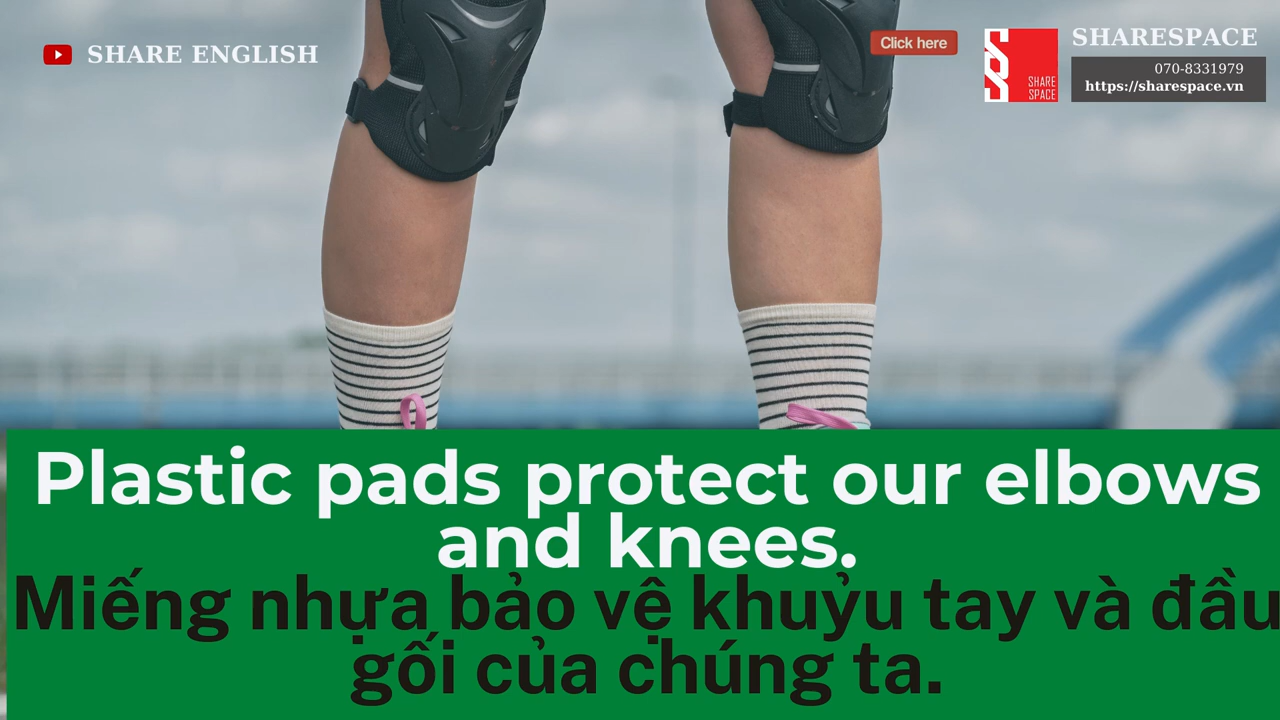 SHARE ENGLISH
Click here
SHARE
SPACE
SHARESPACE
070-8331979
https://sharespace.vn
Plastic pads protect our elbows
and knees.
Miếng nhựa bảo vệ khuỷu tay và đầu
gối của chúng ta.